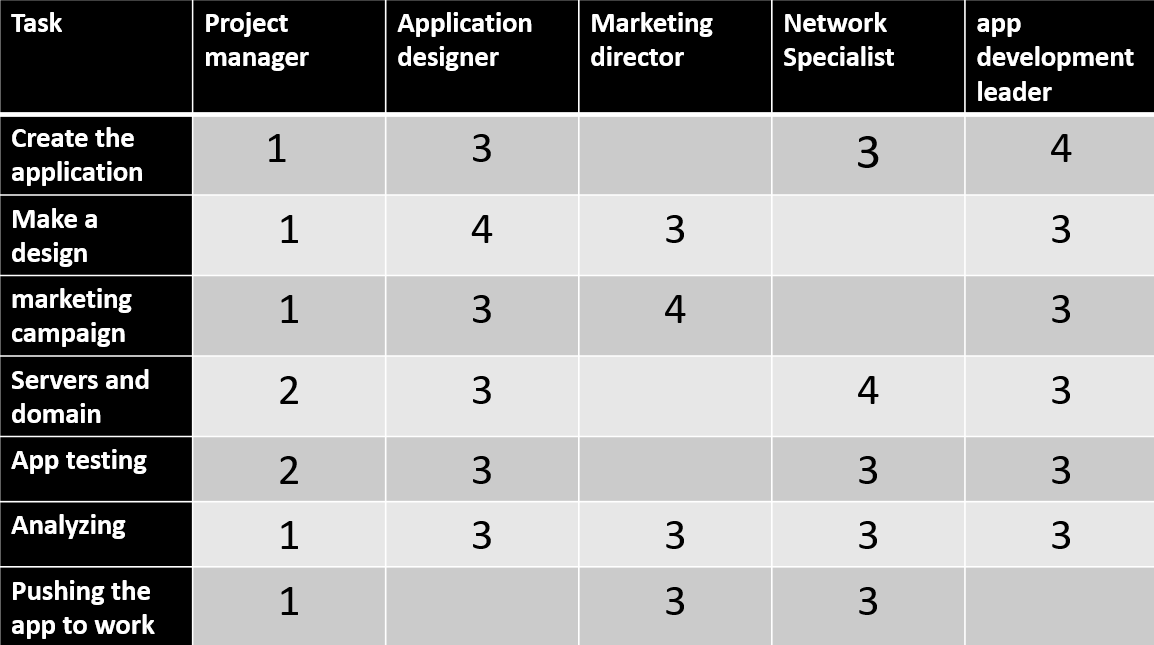 Task Project manager Application designer Marketing director Network Specialist app development leader
Create the application 1 3 3 4
Make a design 1 4 3 3
marketing campaign 1 3 4 3
Servers and domain 2 3 4 3
App testing 2 3 3 3
Analyzing 1 3 3 3 3
Pushing the app to work 1 3 3